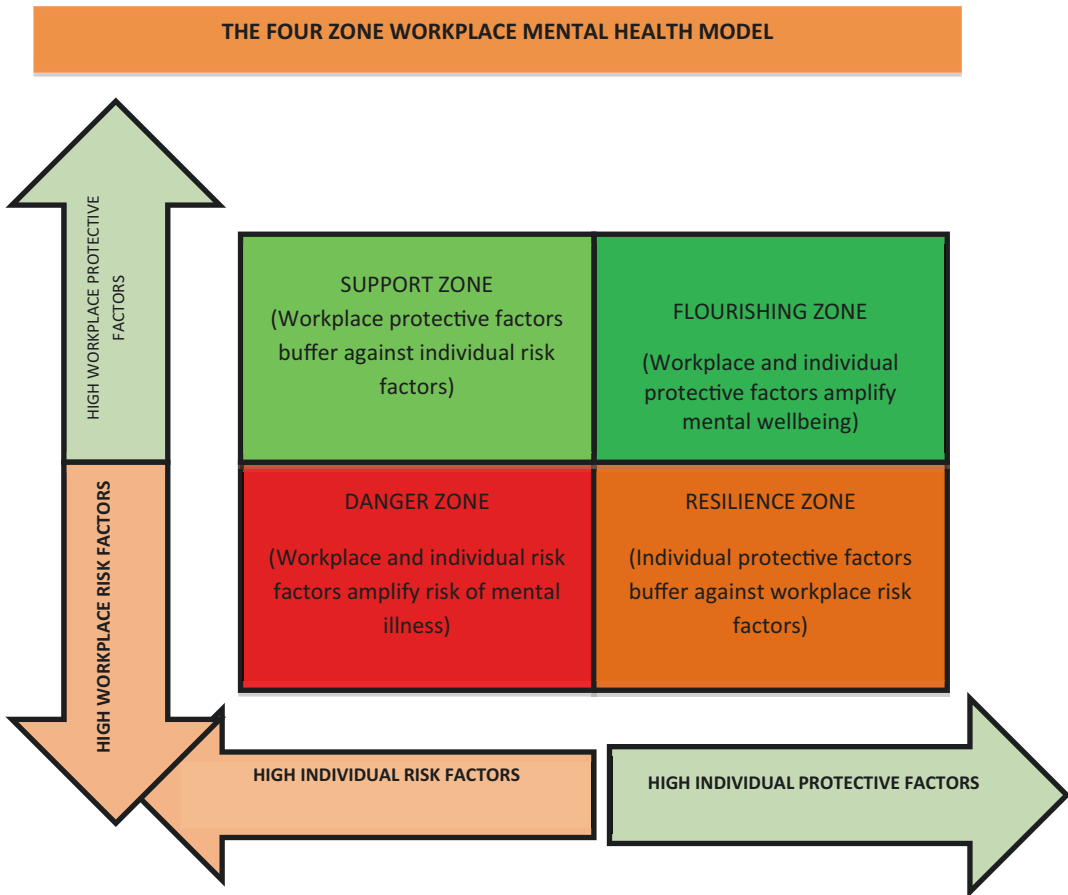 THE FOUR ZONE WORKPLACE MENTAL HEALTH MODEL
HIGH WORKPLACE PROTECTIVE
FACTORS
SUPPORT ZONE
(Workplace protective factors
buffer against individual risk
factors)
FLOURISHING ZONE
(Workplace and individual
protective factors amplify
mental wellbeing)
HIGH WORKPLACE RISK FACTORS
DANGER ZONE
(Workplace and individual risk
factors amplify risk of mental
illness)
RESILIENCE ZONE
(Individual protective factors
buffer against workplace risk
factors)
HIGH INDIVIDUAL RISK FACTORS
HIGH INDIVIDUAL PROTECTIVE FACTORS